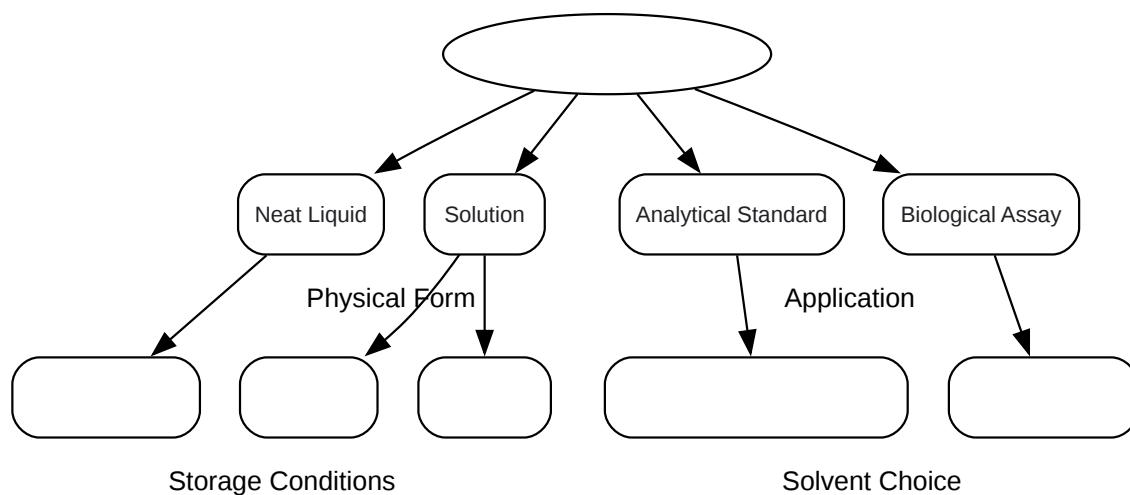 Neat Liquid
Solution
Analytical Standard
Biological Assay
Physical Form
Application
Storage Conditions
Solvent Choice